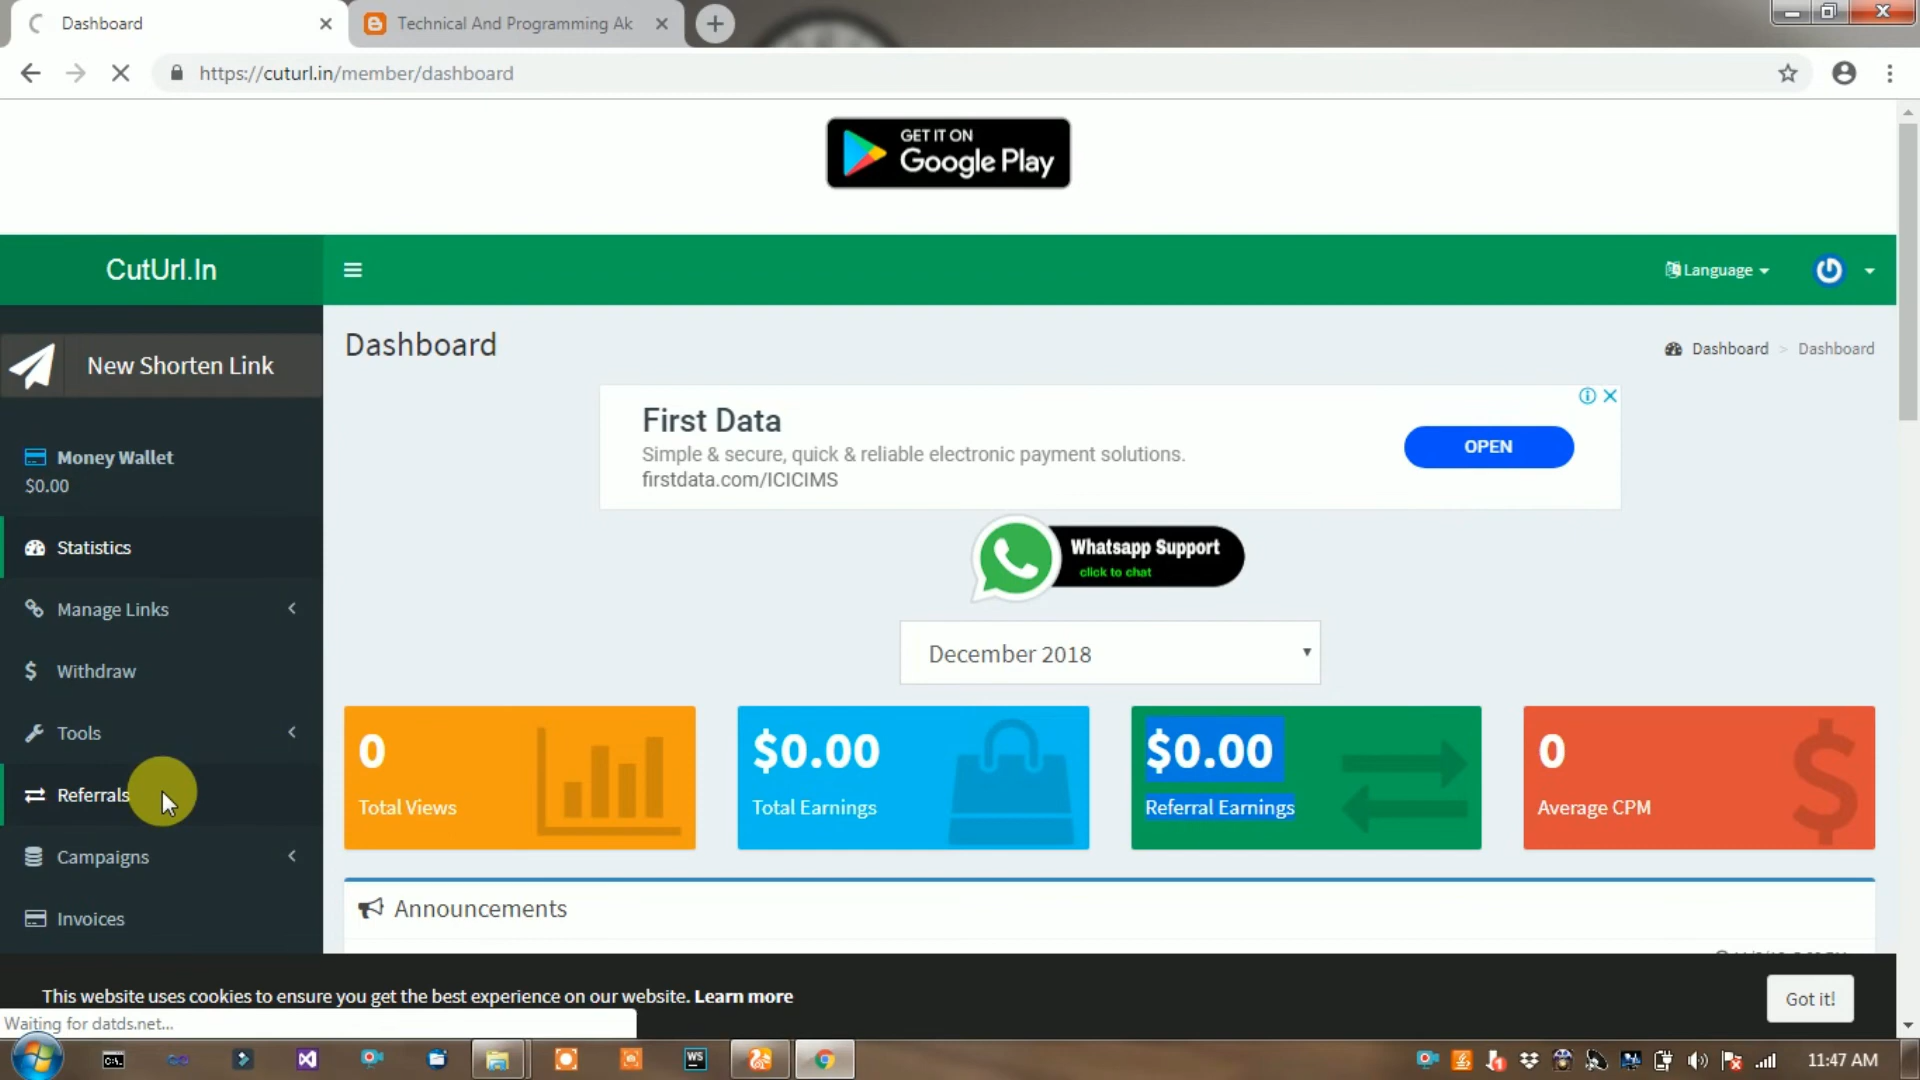 Dashboard
Technical And Programming Ak
https://cuturl.in/member/dashboard
GET IT ON
Google Play
CutUrl.In
Language
New Shorten Link
Dashboard
Dashboard > Dashboard
First Data
Simple & secure, quick & reliable electronic payment solutions.
firstdata.com/ICICIMS
OPEN
Money Wallet
$0.00
Whatsapp Support
click to chat
Statistics
Manage Links
December 2018
Withdraw
Tools
0
Total Views
$0.00
Total Earnings
$0.00
Referral Earnings
0
Average CPM
Referrals
Campaigns
Invoices
Announcements
This website uses cookies to ensure you get the best experience on our website. Learn more
Got it!
Waiting for datds.net...
WS
11:47 AM